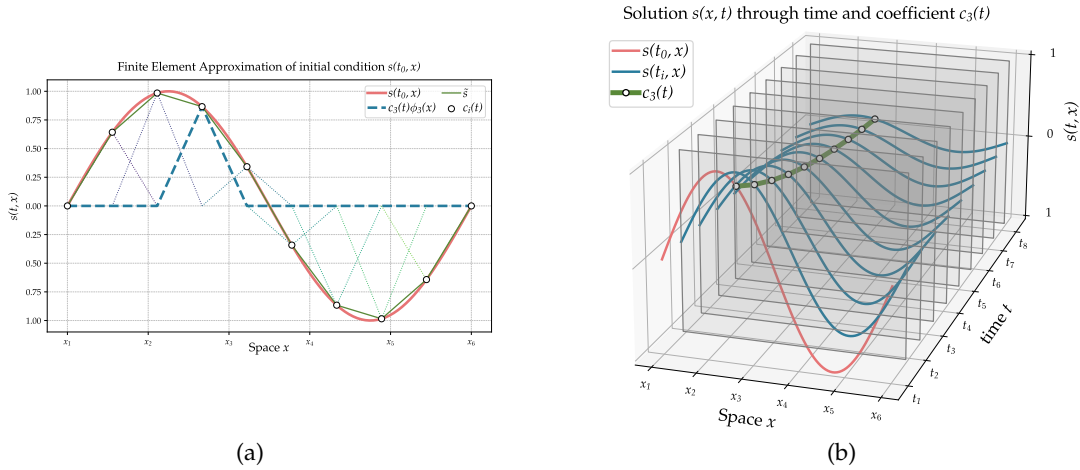 Solution s(x, t) through time and coefficient c₃(t)
Finite Element Approximation of initial condition s(t₀, x)
s(t₀, x)
s̃
c₃(t)ϕ₃(x)
cᵢ(t)
1.00
0.75
0.50
0.25
0.00
0.25
0.50
0.75
1.00
s(t, x)
x₁
x₂
x₃
x₄
x₅
x₆
Space x
(a)
s(t₀, x)
s(tᵢ, x)
c₃(t)
1
0
1
s(t, x)
t₈
t₇
t₆
t₅
t₄
t₃
t₂
t₁
time t
x₁
x₂
x₃
x₄
x₅
x₆
Space x
(b)